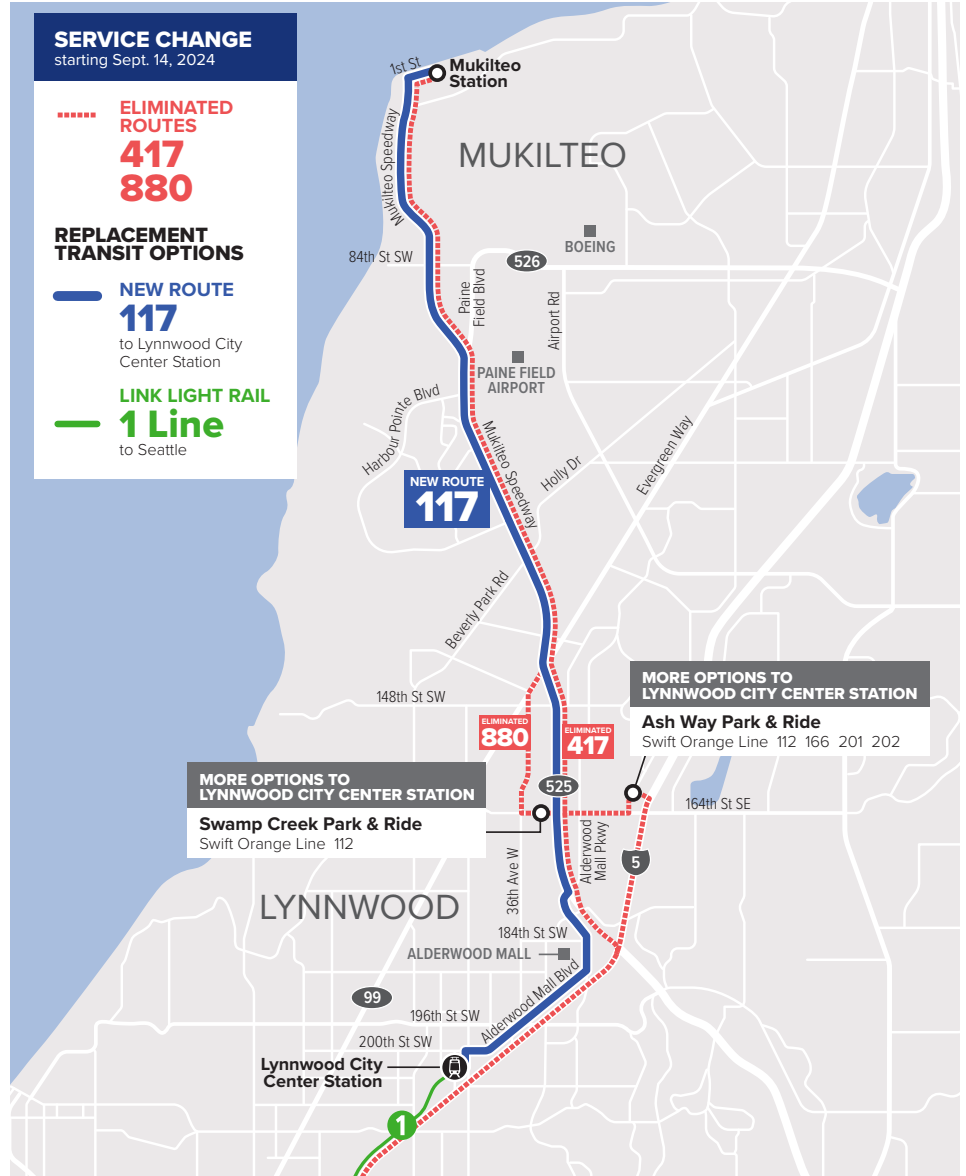 SERVICE CHANGE
starting Sept. 14, 2024
ELIMINATED
ROUTES
417
880
REPLACEMENT
TRANSIT OPTIONS
NEW ROUTE
117
to Lynnwood City
Center Station
LINK LIGHT RAIL
1 Line
to Seattle
1st St
Mukilteo
Station
Mukilteo Speedway
MUKILTEO
BOEING
84th St SW
526
Paine
Field Blvd
Airport Rd
PAINE FIELD
AIRPORT
Harbour Pointe Blvd
Mukilteo Speedway
Holly Dr
Evergreen Way
NEW ROUTE
117
Beverly Park Rd
148th St SW
ELIMINATED
880
ELIMINATED
417
MORE OPTIONS TO
LYNNWOOD CITY CENTER STATION
Ash Way Park & Ride
Swift Orange Line 112 166 201 202
MORE OPTIONS TO
LYNNWOOD CITY CENTER STATION
Swamp Creek Park & Ride
Swift Orange Line 112
525
164th St SE
36th Ave W
Alderwood
Mall Pkwy
5
LYNNWOOD
184th St SW
ALDERWOOD MALL
Alderwood Mall Blvd
99
196th St SW
200th St SW
Lynnwood City
Center Station
1